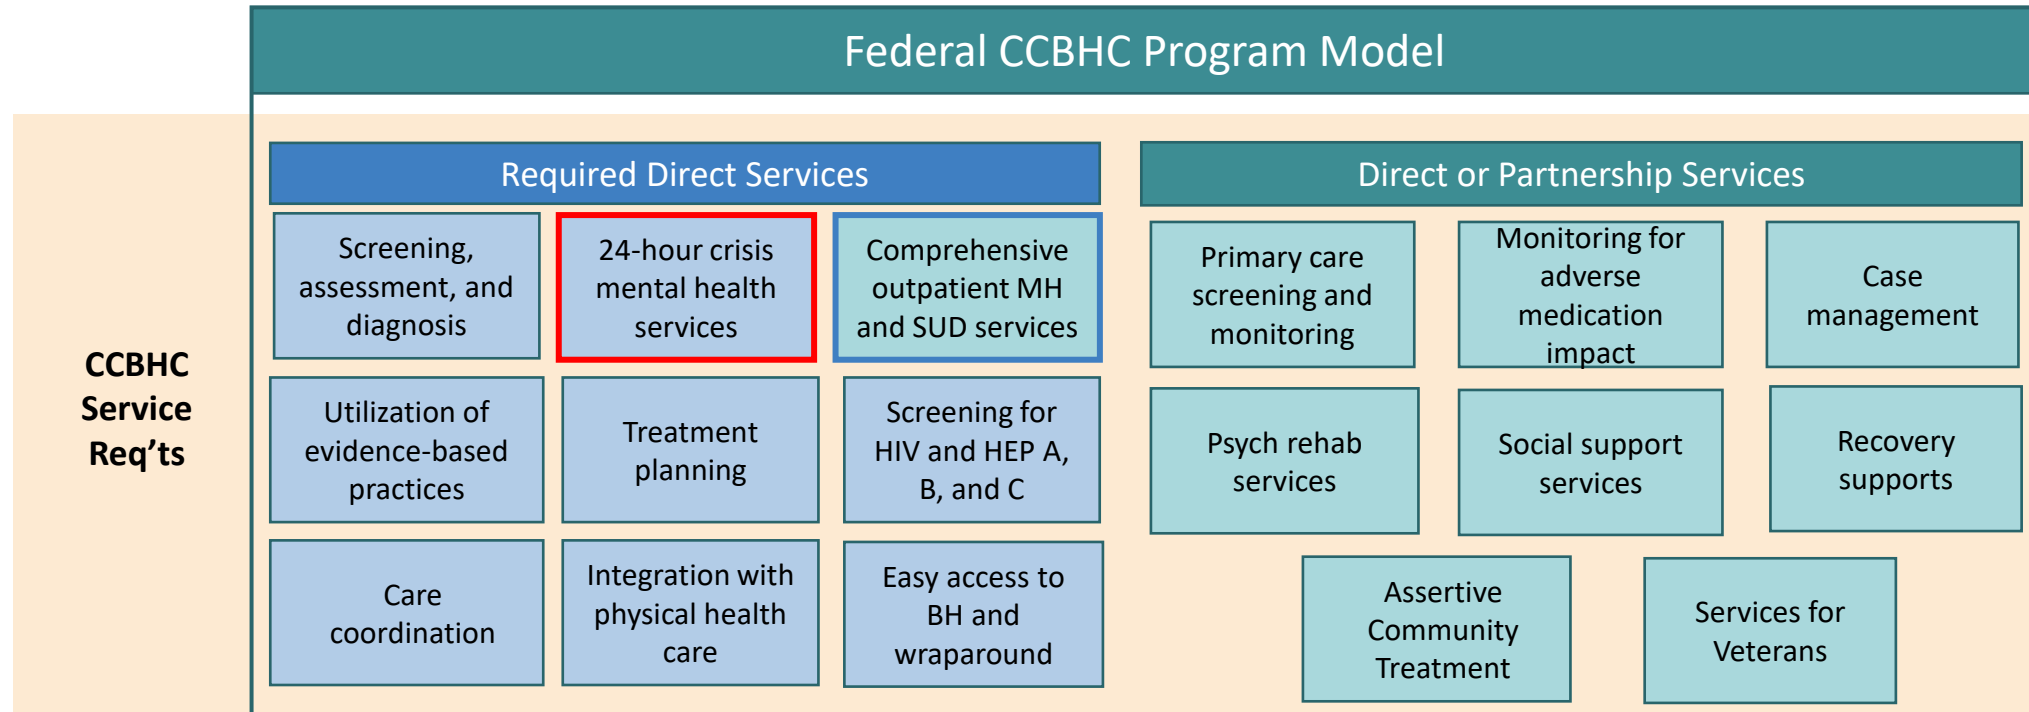 Federal CCBHC Program Model
CCBHC
Service
Req’ts
Required Direct Services
Screening,
assessment, and
diagnosis
24-hour crisis
mental health
services
Comprehensive
outpatient MH
and SUD services
Utilization of
evidence-based
practices
Treatment
planning
Screening for
HIV and HEP A,
B, and C
Care
coordination
Integration with
physical health
care
Easy access to
BH and
wraparound
Direct or Partnership Services
Primary care
screening and
monitoring
Monitoring for
adverse
medication
impact
Case
management
Psych rehab
services
Social support
services
Recovery
supports
Assertive
Community
Treatment
Services for
Veterans